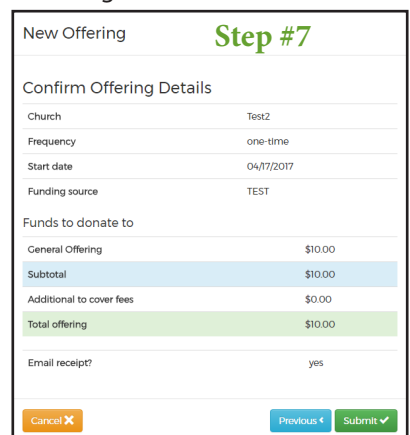 New Offering Step #7
Confirm Offering Details
Church Test2
Frequency one-time
Start date 04/17/2017
Funding source TEST
Funds to donate to
General Offering $10.00
Subtotal $10.00
Additional to cover fees $0.00
Total offering $10.00
Email receipt? yes
Cancel Previous Submit